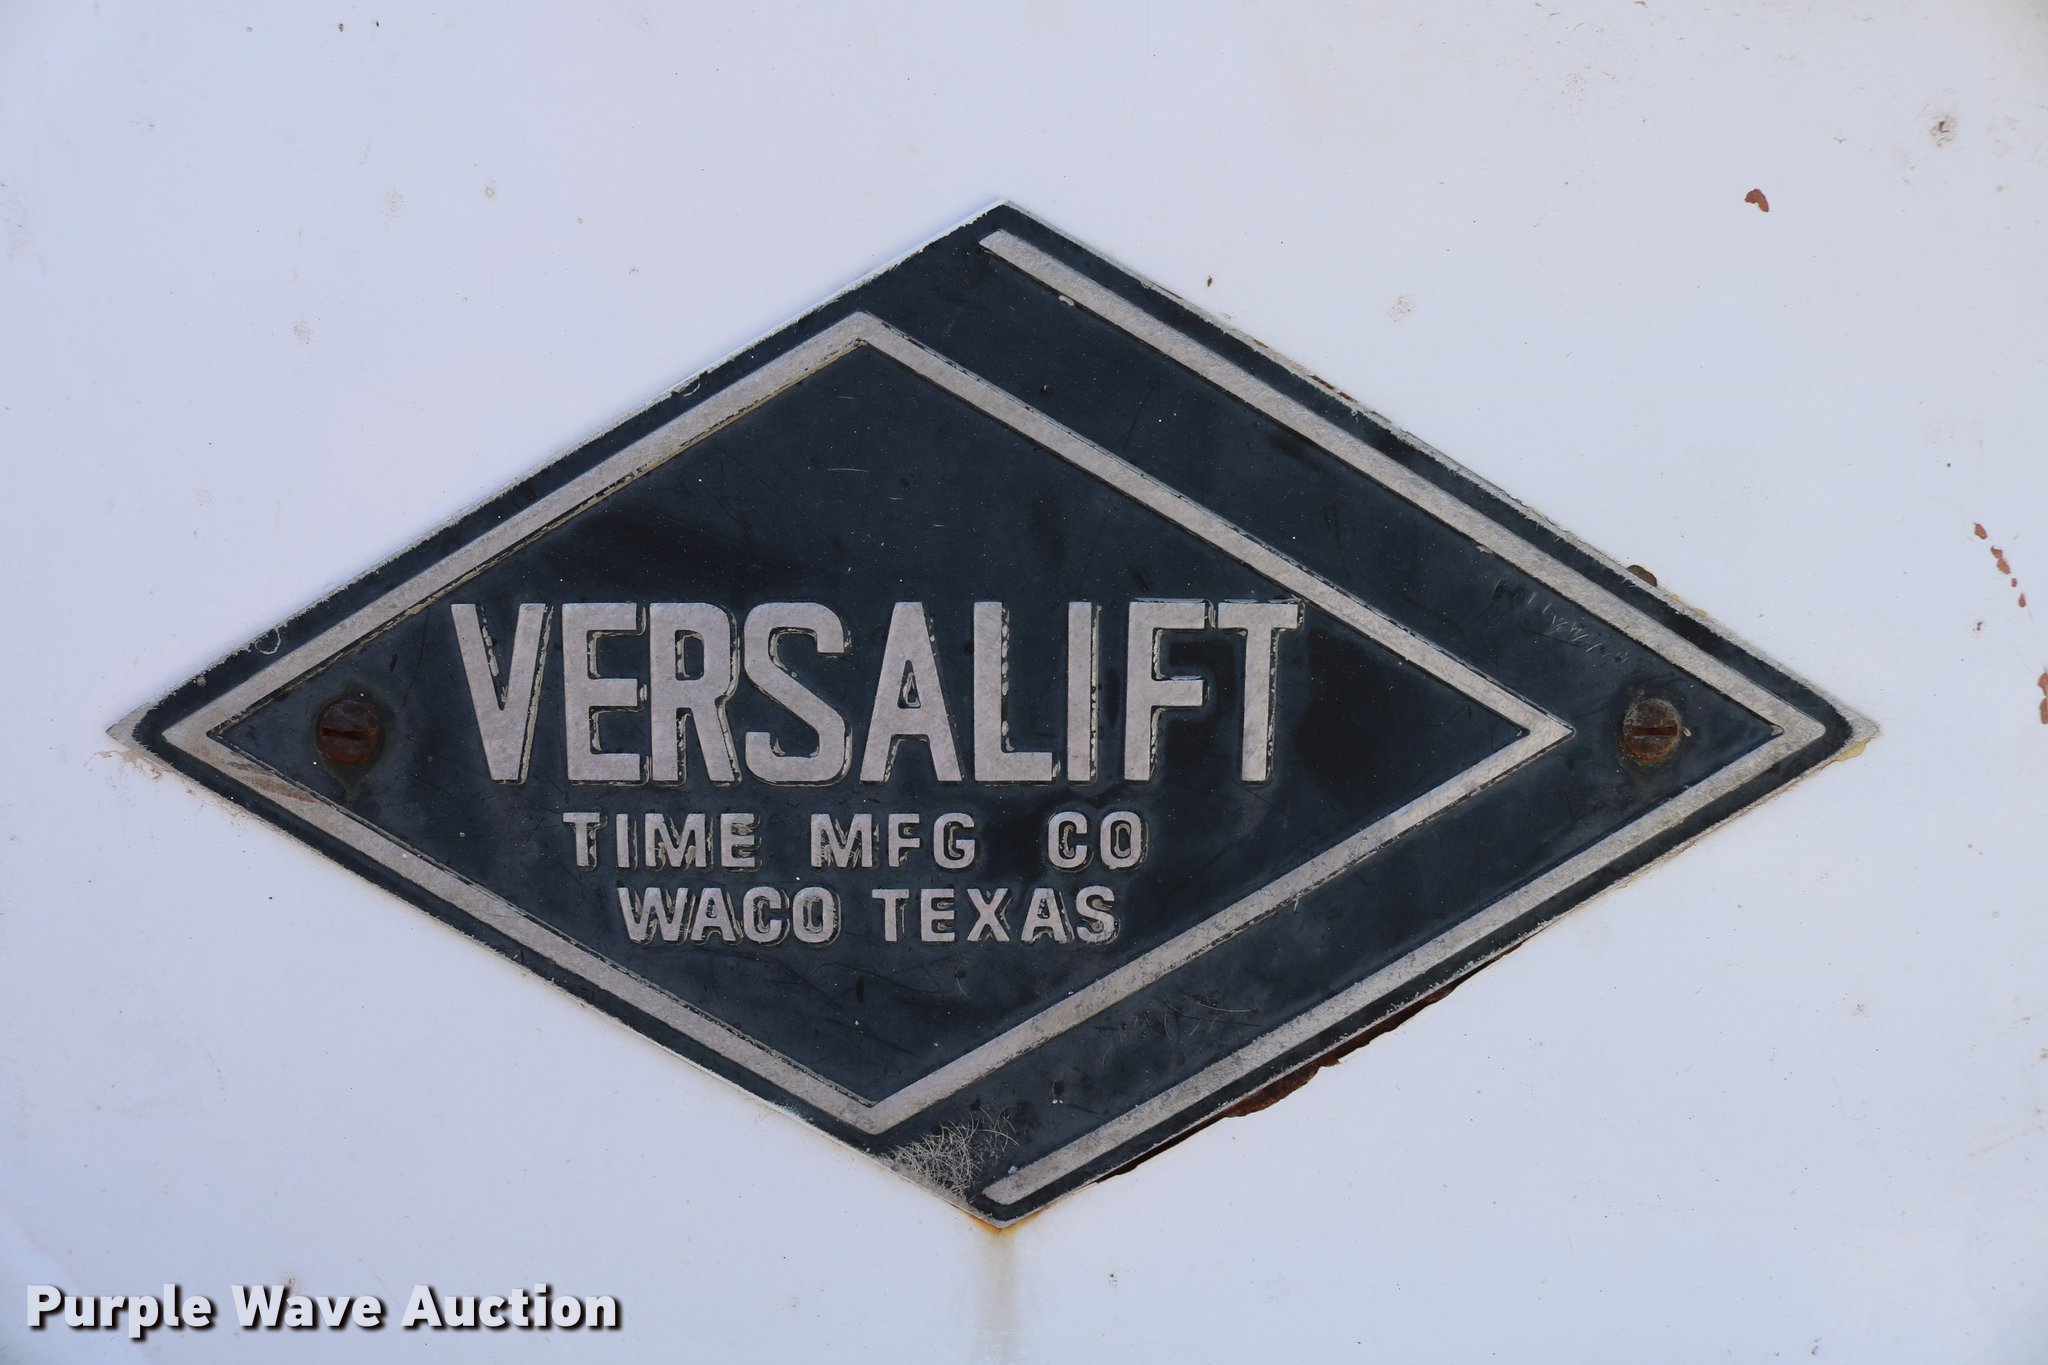 VERSALIFT
TIME MFG CO
WACO TEXAS
Purple Wave Auction